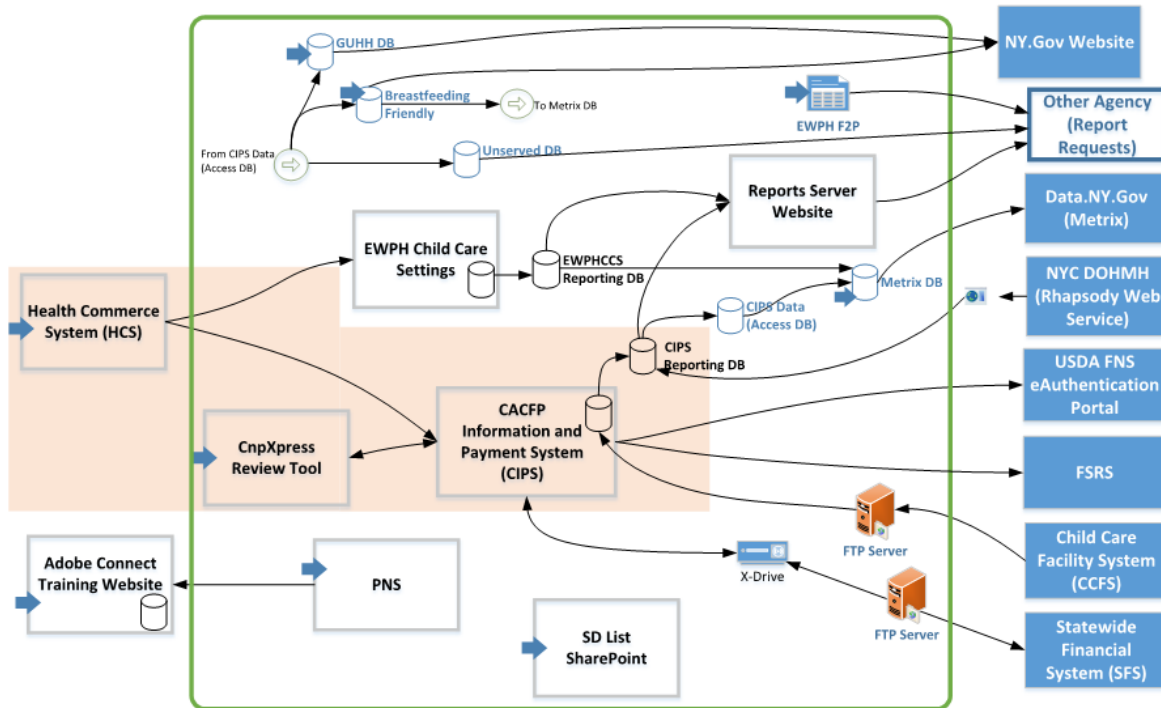 GUHH DB
NY.Gov Website
Breastfeeding
Friendly
To Metrix DB
EWPH F2P
Other Agency
(Report
Requests)
From CIPS Data
(Access DB)
Unserved DB
Reports Server
Website
Data.NY.Gov
(Metrix)
EWPH Child Care
Settings
EWPHCCS
Reporting DB
Metrix DB
NYC DOHMH
(Rhapsody Web
Service)
Health Commerce
System (HCS)
CIPS Data
(Access DB)
CIPS
Reporting DB
USDA FNS
eAuthentication
Portal
CACFP
Information and
Payment System
(CIPS)
CnpXpress
Review Tool
FSRS
FTP Server
Child Care
Facility System
(CCFS)
Adobe Connect
Training Website
PNS
X-Drive
FTP Server
SD List
SharePoint
Statewide
Financial
System (SFS)